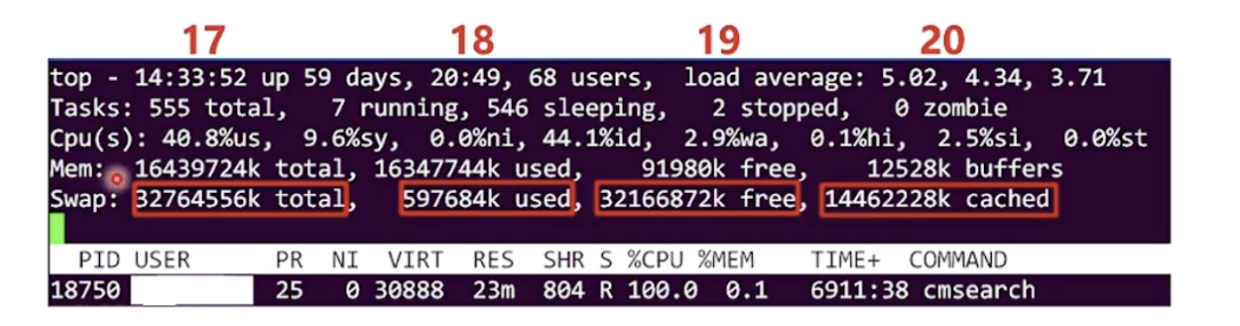 17 18 19 20
top - 14:33:52 up 59 days, 20:49, 68 users,  load average: 5.02, 4.34, 3.71
Tasks: 555 total,   7 running, 546 sleeping,   2 stopped,   0 zombie
Cpu(s): 40.8%us,  9.6%sy,  0.0%ni, 44.1%id,  2.9%wa,  0.1%hi,  2.5%si,  0.0%st
Mem:  16439724k total, 16347744k used,    91980k free,    12528k buffers
Swap: 32764556k total,   597684k used, 32166872k free, 14462228k cached
PID USER PR NI VIRT RES SHR S %CPU %MEM TIME+ COMMAND
18750 25 0 30888 23m 804 R 100.0 0.1 6911:38 cmsearch